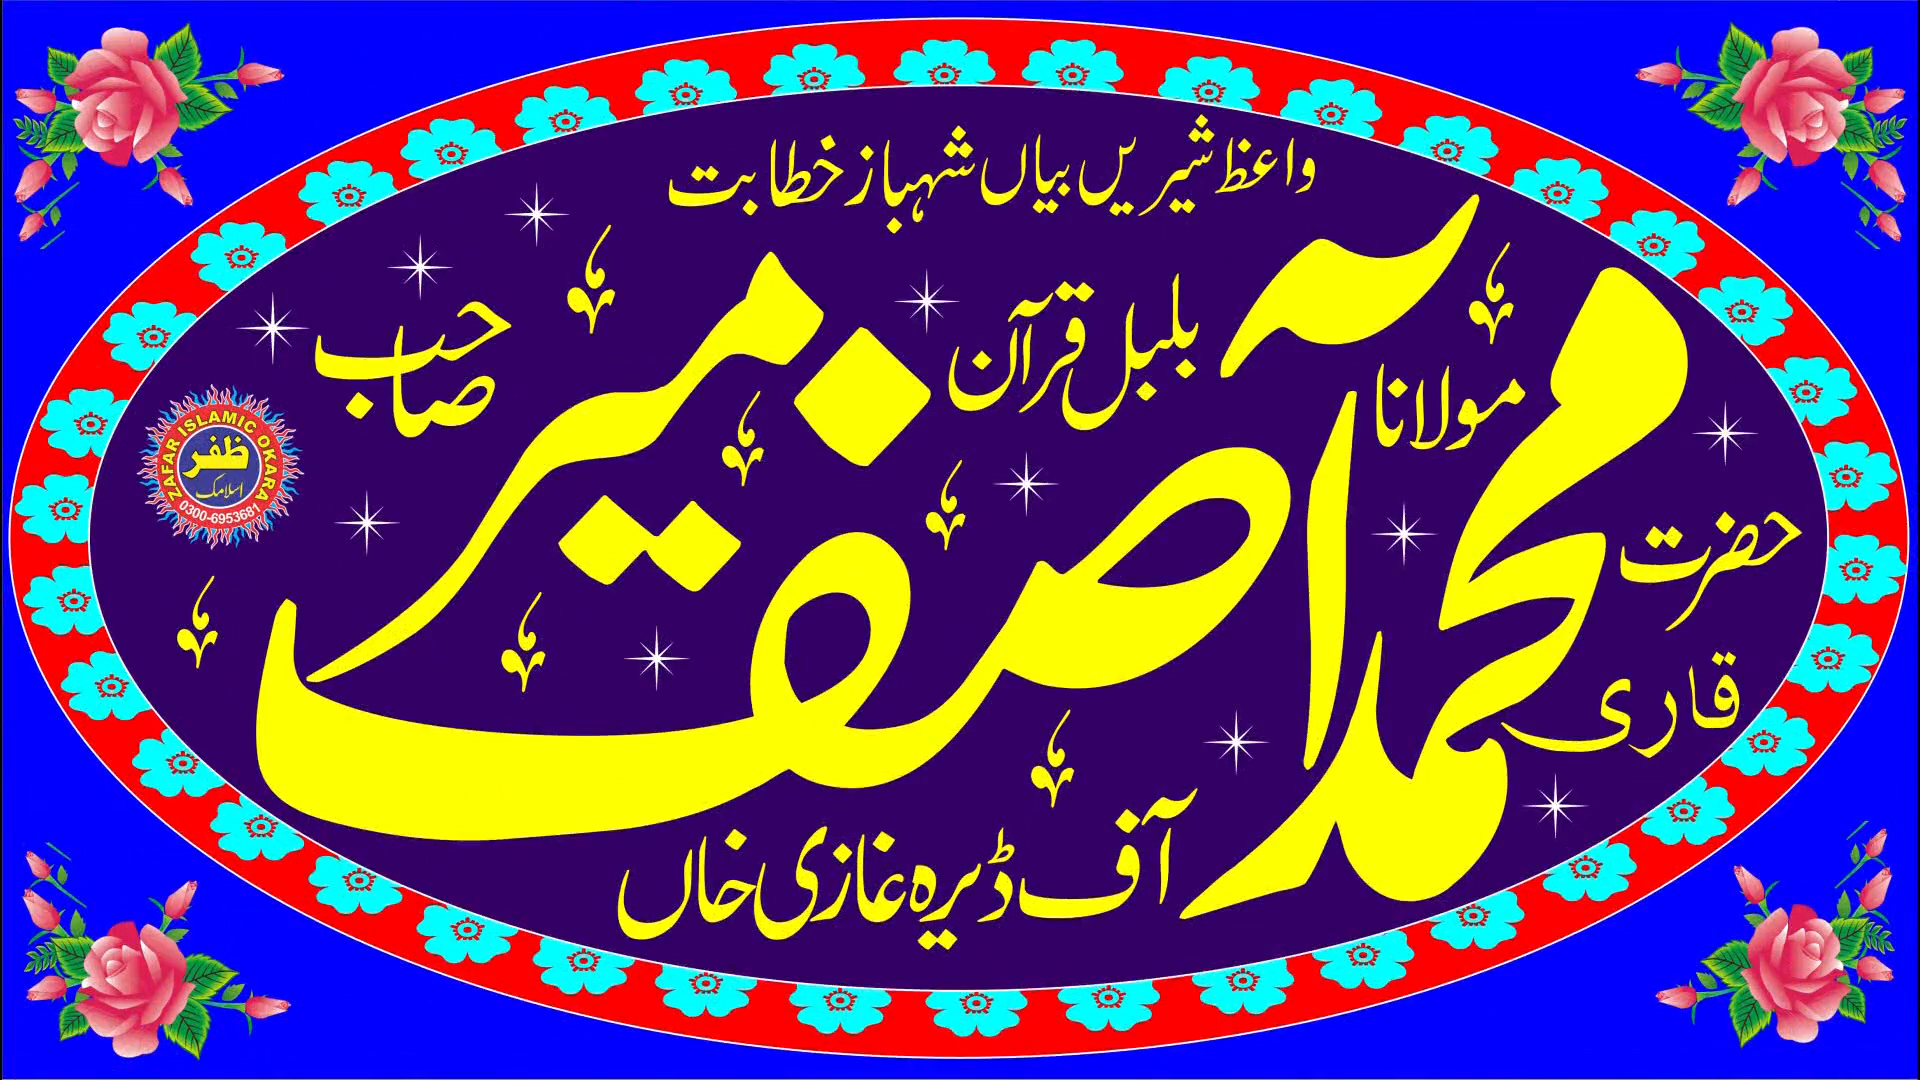 واعظ شیریں بیاں شہباز خطابت
بلبل قرآن
قاری حضرت مولانا
محمد آصف میر
صاحب
آف ڈیرہ غازی خاں
ZAFAR ISLAMIC OKARA
ظفر
اسلامک
0300-6953681